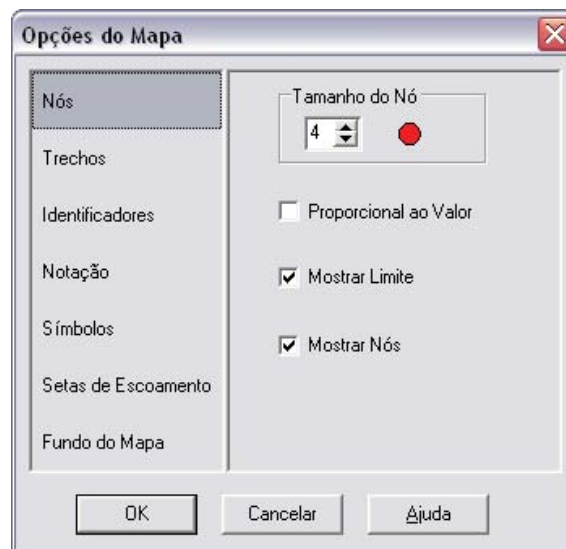 Opções do Mapa
Nós
Trechos
Identificadores
Notação
Símbolos
Setas de Escoamento
Fundo do Mapa
Tamanho do Nó
4
Proporcional ao Valor
Mostrar Limite
Mostrar Nós
OK
Cancelar
Ajuda